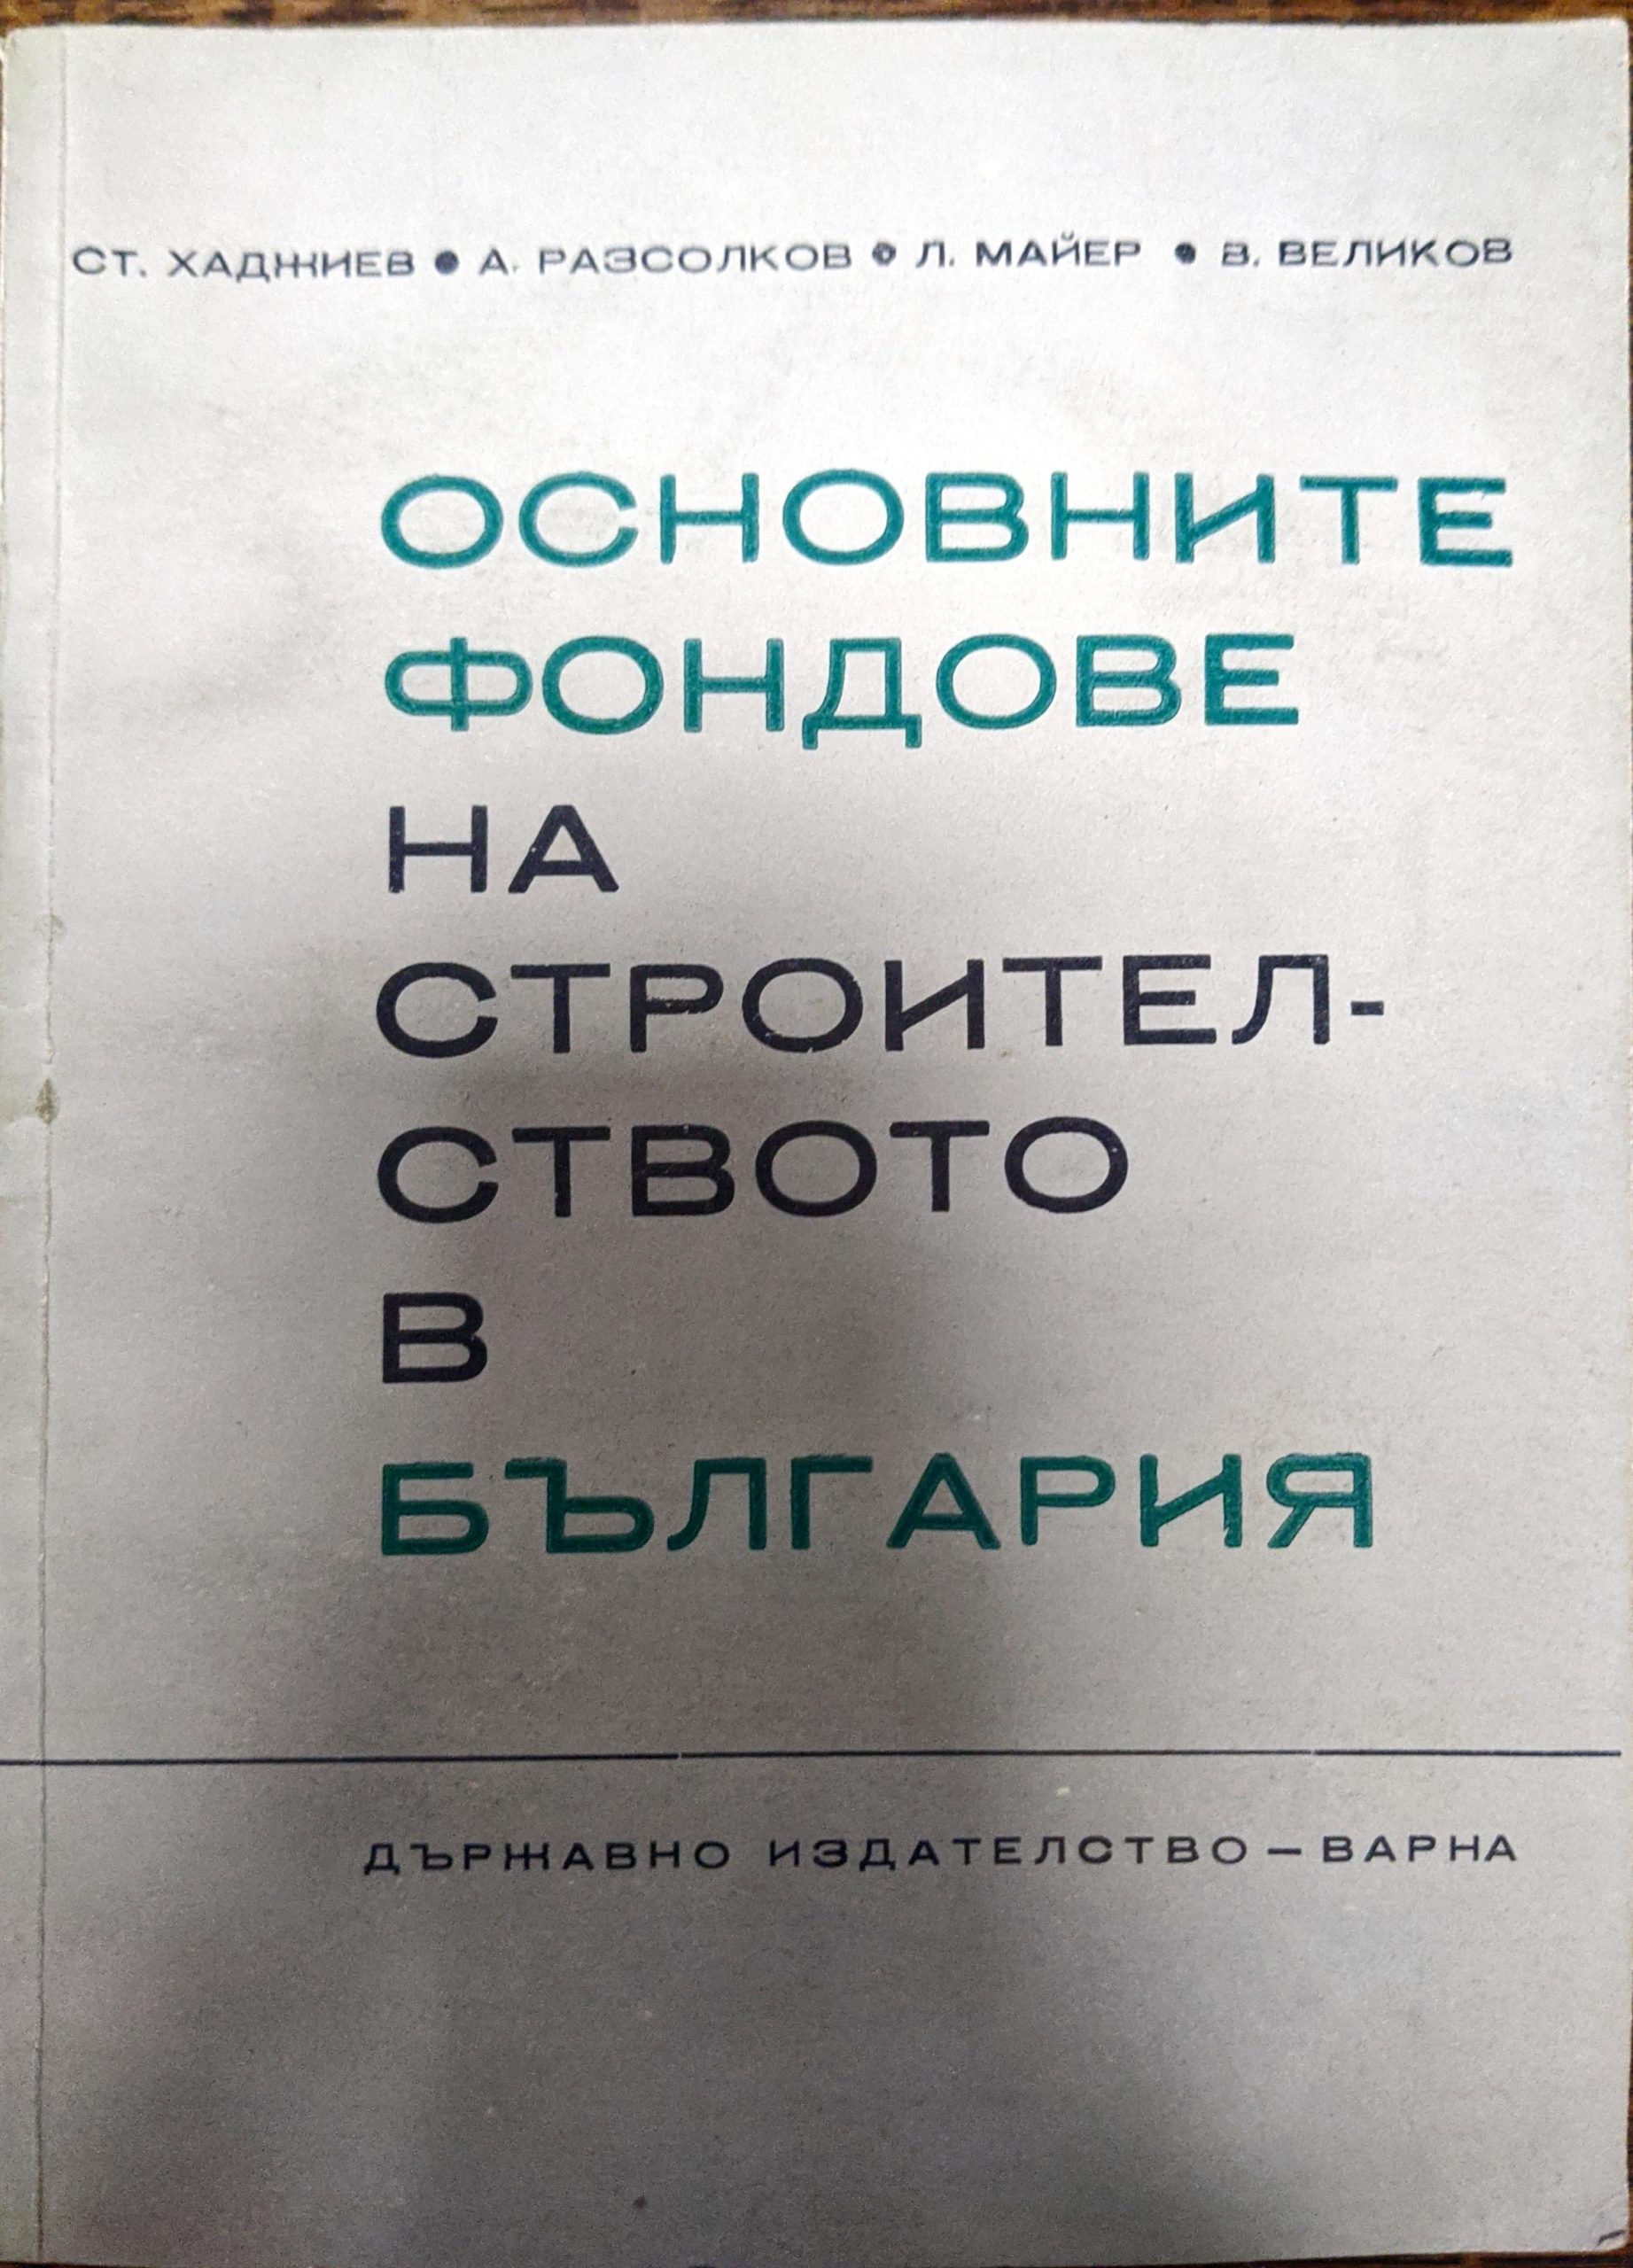 СТ. ХАДЖИЕВ ● А. РАЗСОЛКОВ ● Л. МАЙЕР ● В. ВЕЛИКОВ
ОСНОВНИТЕ
ФОНДОВЕ
НА
СТРОИТЕЛ-
СТВОТО
В
БЪЛГАРИЯ
ДЪРЖАВНО ИЗДАТЕЛСТВО — ВАРНА